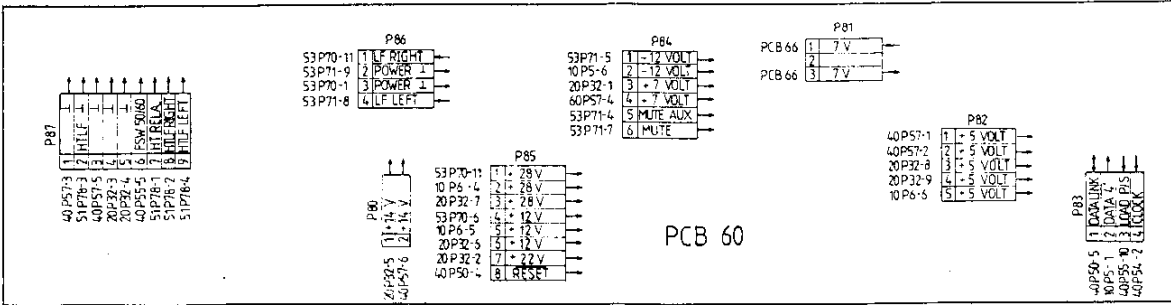 P86
53P70-11 1 LF RIGHT
53P71-9 2 POWER ⊥
53P70-1 3 POWER ⊥
53P71-8 4 LF LEFT
P84
53P71-5 1 -12 VOLT
10P5-6 2 -12 VOLT
20P32-1 3 + 7 VOLT
60P57-4 4 + 7 VOLT
53P71-4 5 MUTE AUX
53P71-7 6 MUTE
P81
PCB 66 1 7 V
2
PCB 66 3 7 V
P87
40P57-3 1 ⊥
51P78-3 2 HTLF
40P57-5 3 ⊥
20P32-3 4 ⊥
20P32-4 5 ⊥
40P55-5 6 FSW 50/60
51P78-1 7 HT RELA.
51P78-2 8 HTLF RIGHT
51P78-4 9 HTLF LEFT
P82
40P57-1 1 + 5 VOLT
40P57-2 2 + 5 VOLT
20P32-8 3 + 5 VOLT
20P32-9 4 + 5 VOLT
10P6-6 5 + 5 VOLT
P80
20P32-5 1 +14 V
40P57-6 2 +14 V
P85
53P70-11 1 + 28 V
10P6-4 2 + 28 V
20P32-7 3 + 28 V
53P70-6 4 + 12 V
10P6-5 5 + 12 V
20P32-6 6 + 12 V
20P32-2 7 + 22 V
40P50-4 8 RESET
PCB 60
P83
40P50-5 1 DATA LINK
10P5-1 2 DATA 4
40P55-10 3 LOAD P/S
40P54-2 4 CLOCK